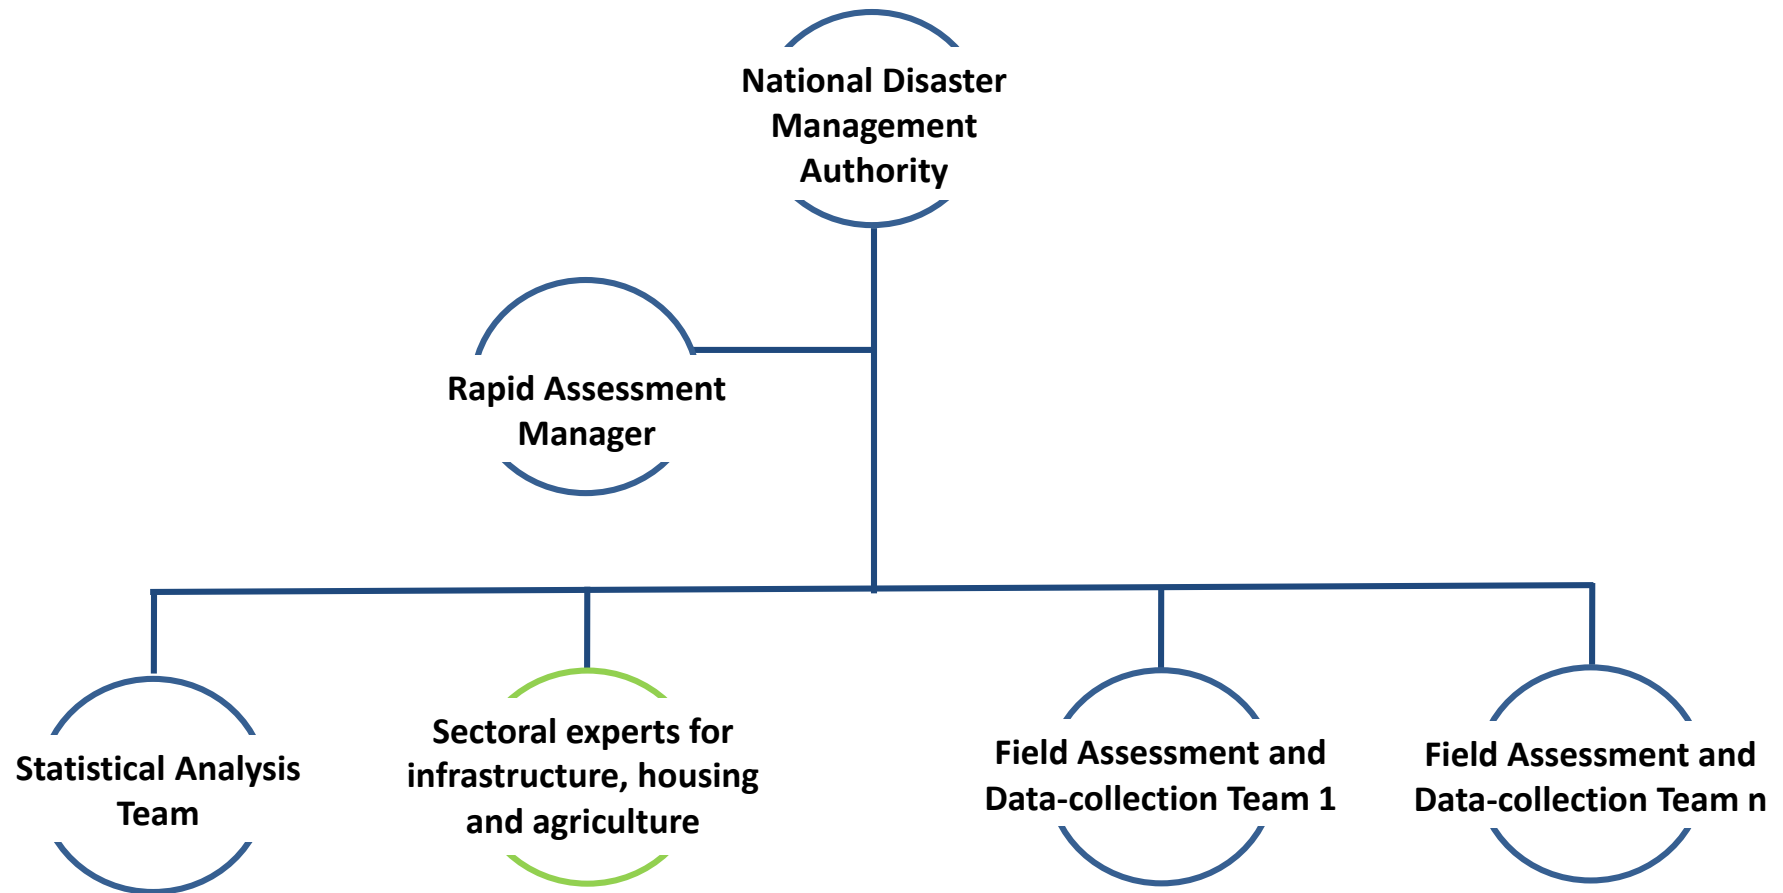 National Disaster
Management
Authority
Rapid Assessment
Manager
Statistical Analysis
Team
Sectoral experts for
infrastructure, housing
and agriculture
Field Assessment and
Data-collection Team 1
Field Assessment and
Data-collection Team n